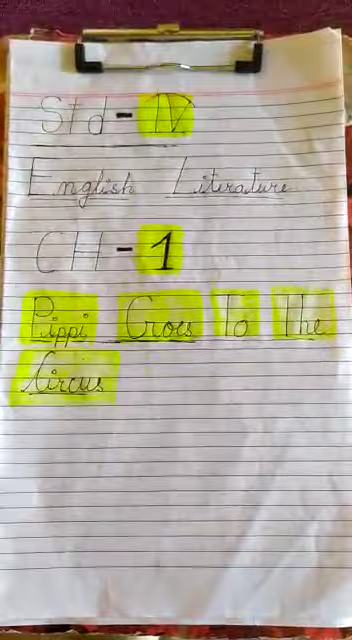 Std - IV
English Literature
CH - 1
Pippi Goes To The
Circus